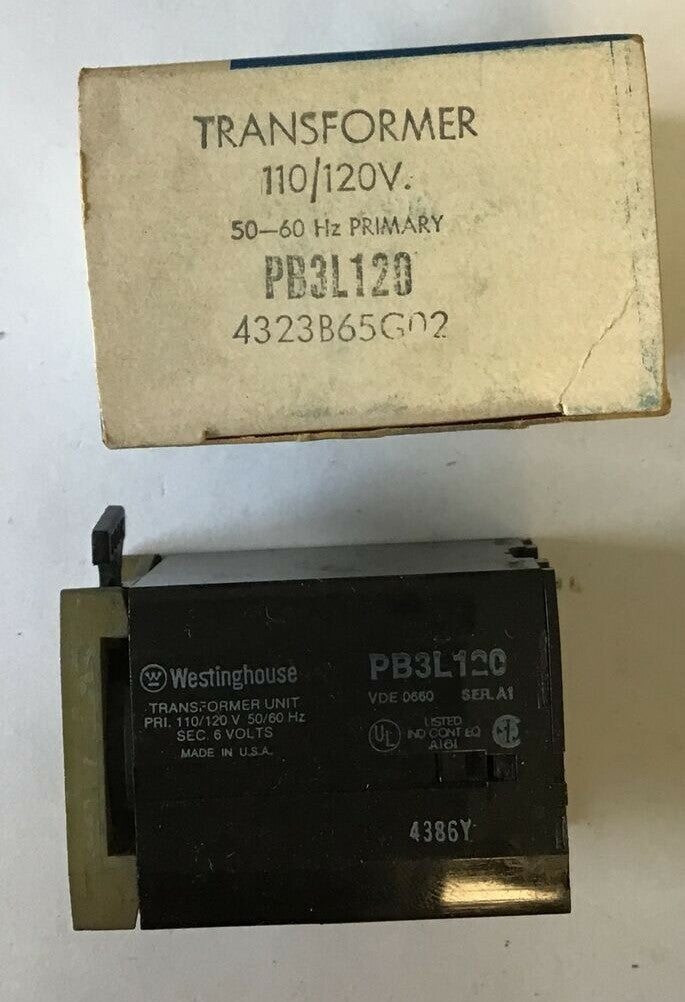 TRANSFORMER
110/120V.
50-60 Hz PRIMARY
PB3L120
4323B65G02
W Westinghouse
TRANSFORMER UNIT
PRI. 110/120 V 50/60 Hz
SEC. 6 VOLTS
MADE IN U.S.A.
PB3L120
VDE 0660 SER. A1
UL LISTED
IND CONT EQ
A161
4386Y